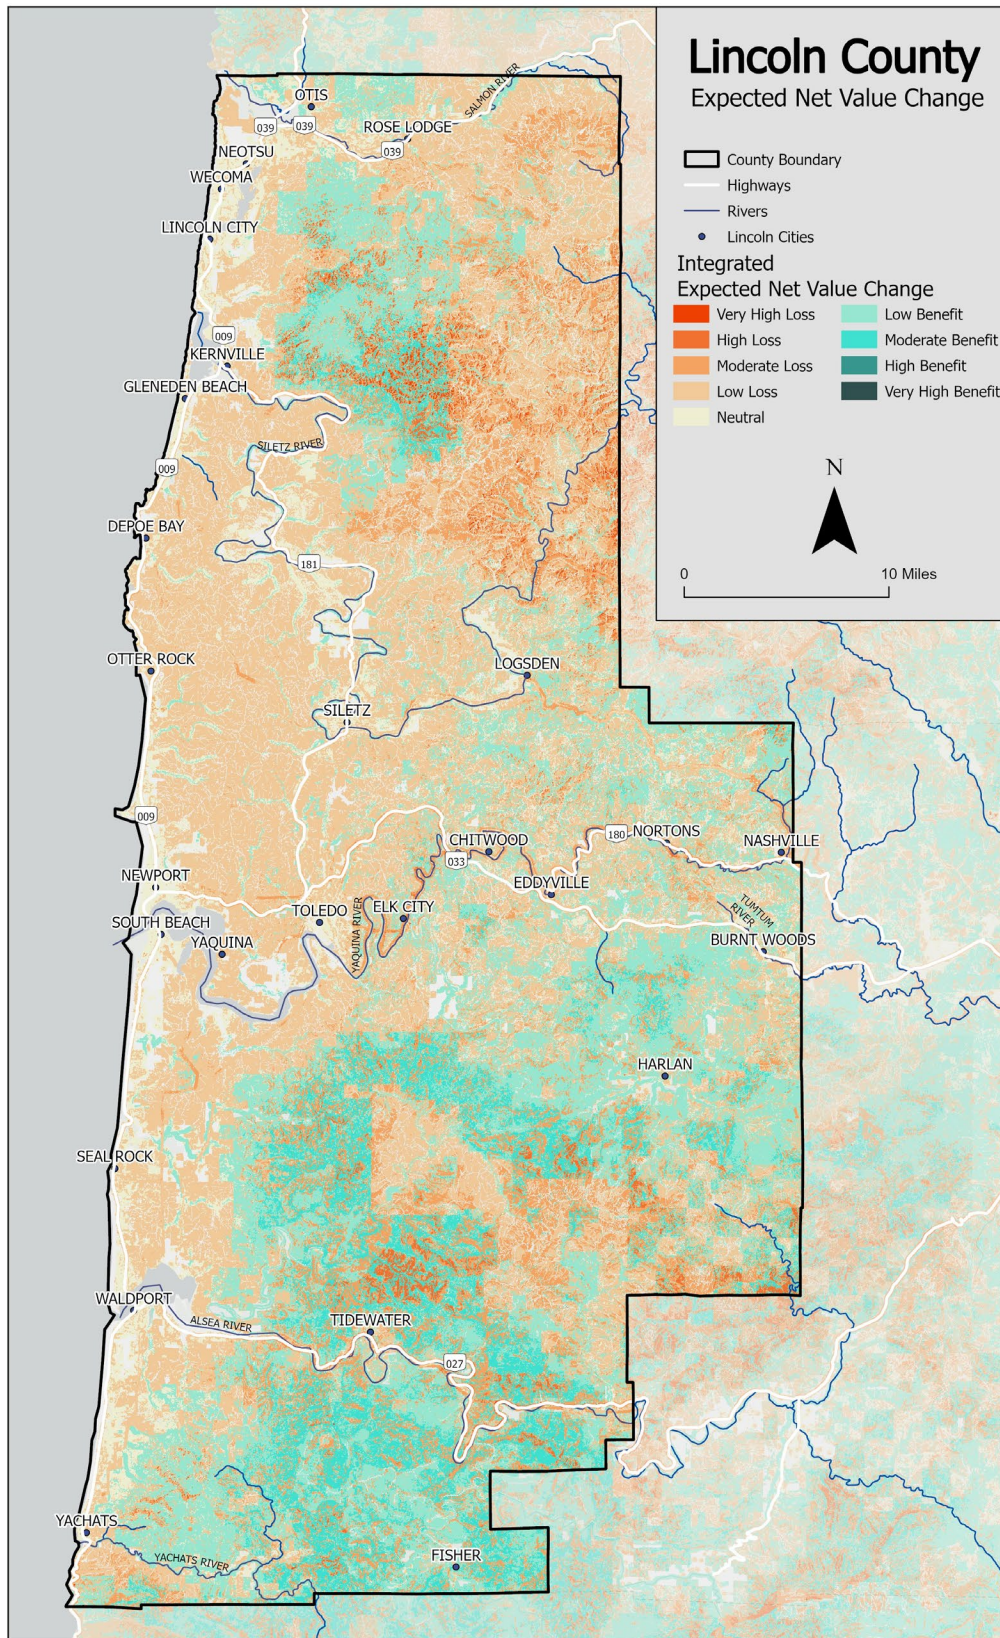 Lincoln County
Expected Net Value Change
County Boundary
Highways
Rivers
Lincoln Cities
Integrated
Expected Net Value Change
Very High Loss
High Loss
Moderate Loss
Low Loss
Neutral
Low Benefit
Moderate Benefit
High Benefit
Very High Benefit
N
0 10 Miles
SALMON RIVER
OTIS
039
039
ROSE LODGE
039
NEOTSU
WECOMA
LINCOLN CITY
009
KERNVILLE
GLENEDEN BEACH
SILETZ RIVER
009
DEPOE BAY
181
OTTER ROCK
LOGSDEN
SILETZ
009
CHITWOOD
180
NORTONS
NASHVILLE
033
NEWPORT
EDDYVILLE
TOLEDO
ELK CITY
SOUTH BEACH
YAQUINA
YAQUINA RIVER
TUMTUM
RIVER
BURNT WOODS
HARLAN
SEAL ROCK
WALDPORT
ALSEA RIVER
TIDEWATER
027
YACHATS
YACHATS RIVER
FISHER